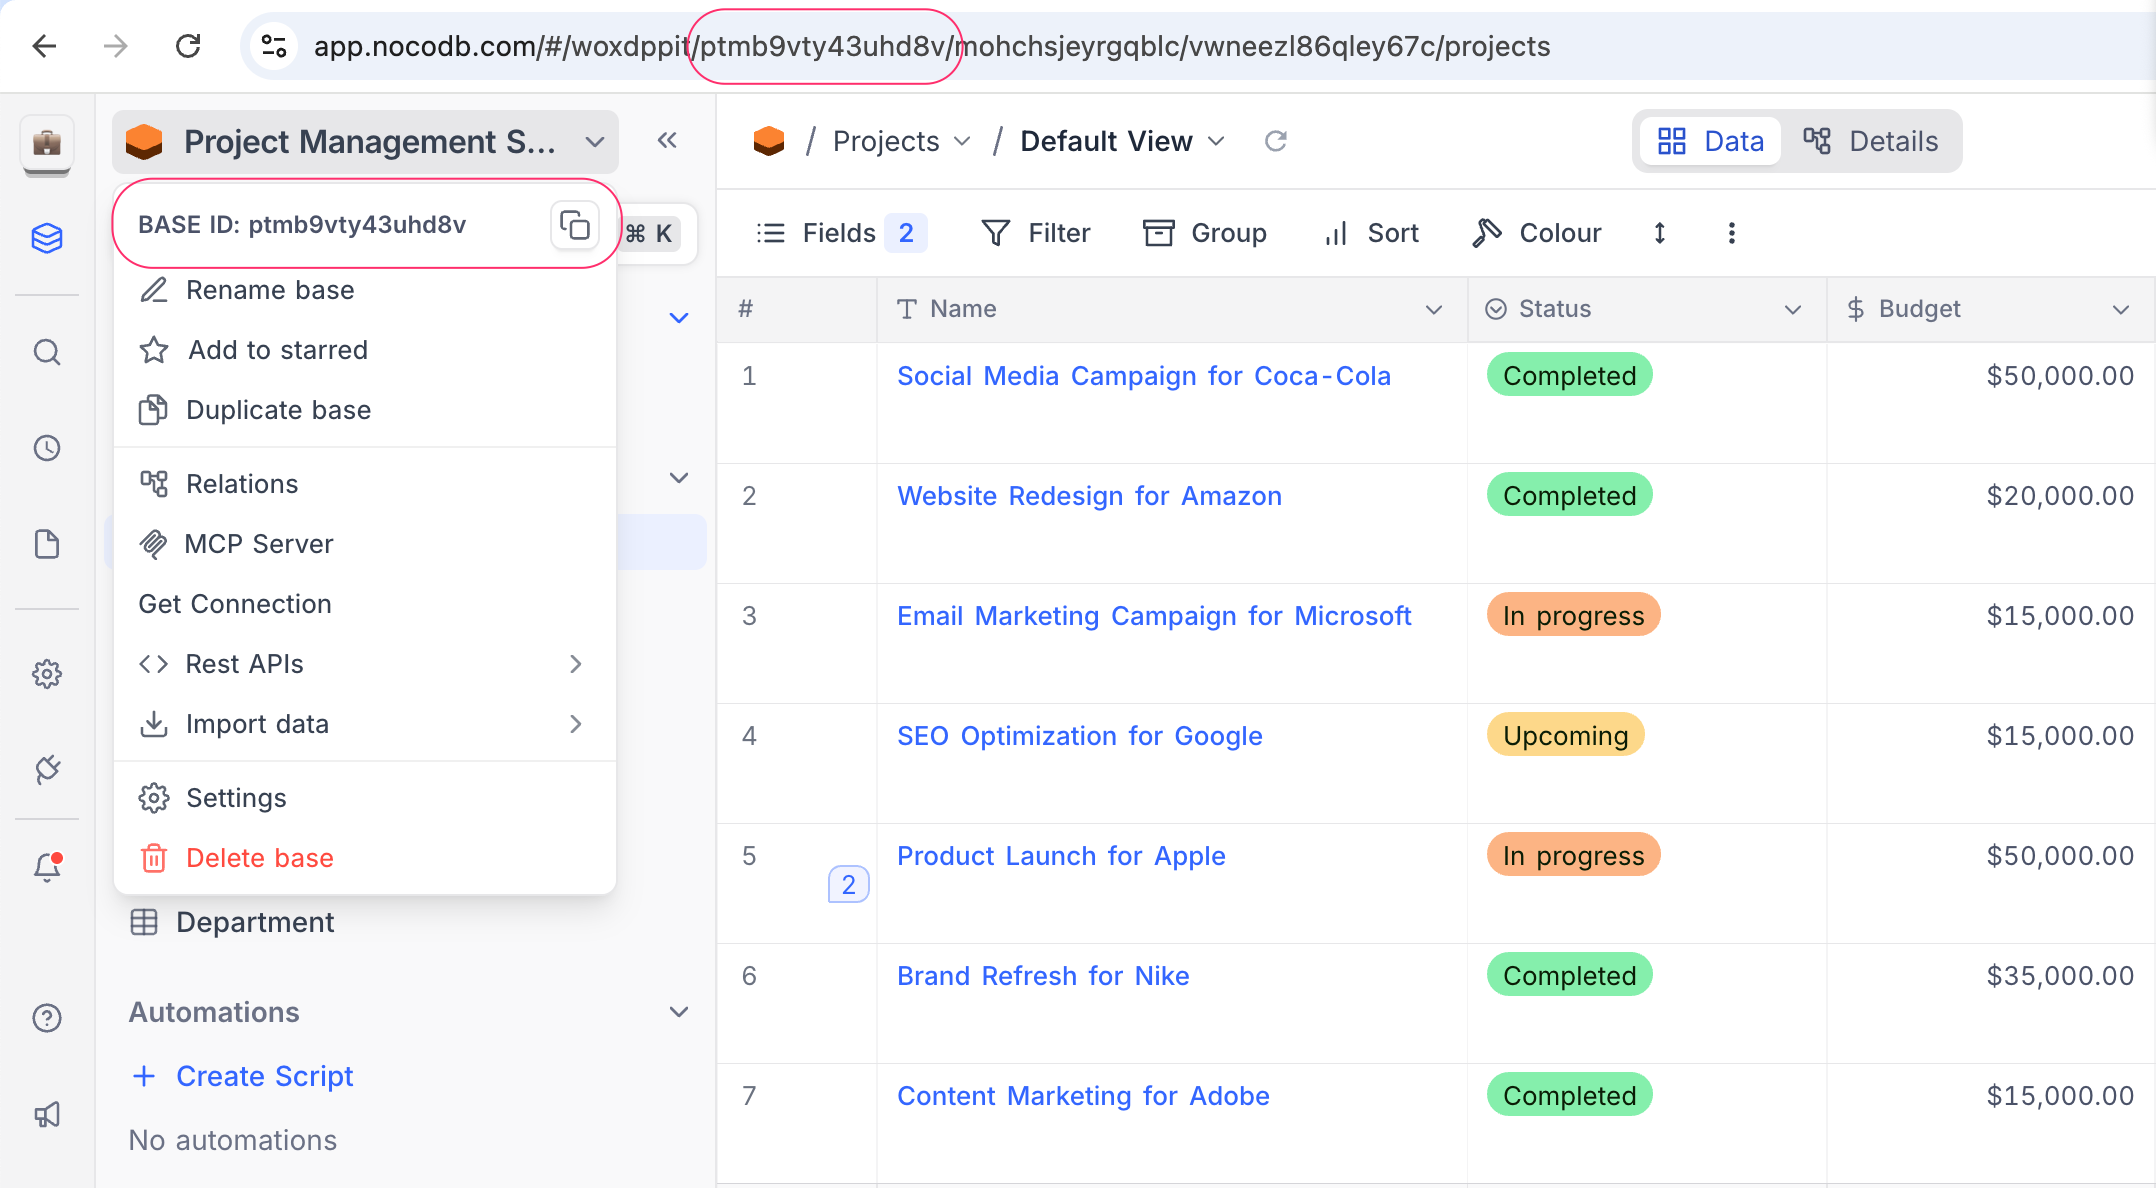 app.nocodb.com/#/woxdppit/ptmb9vty43uhd8v/mohchsjeyrgqblc/vwneezl86qley67c/projects
Project Management S...
BASE ID: ptmb9vty43uhd8v
⌘ K
Rename base
Add to starred
Duplicate base
Relations
MCP Server
Get Connection
Rest APIs
Import data
Settings
Delete base
Department
Automations
+ Create Script
No automations
/ Projects / Default View
Data
Details
Fields 2
Filter
Group
Sort
Colour
# Name Status Budget
1 Social Media Campaign for Coca-Cola Completed $50,000.00
2 Website Redesign for Amazon Completed $20,000.00
3 Email Marketing Campaign for Microsoft In progress $15,000.00
4 SEO Optimization for Google Upcoming $15,000.00
5 2 Product Launch for Apple In progress $50,000.00
6 Brand Refresh for Nike Completed $35,000.00
7 Content Marketing for Adobe Completed $15,000.00